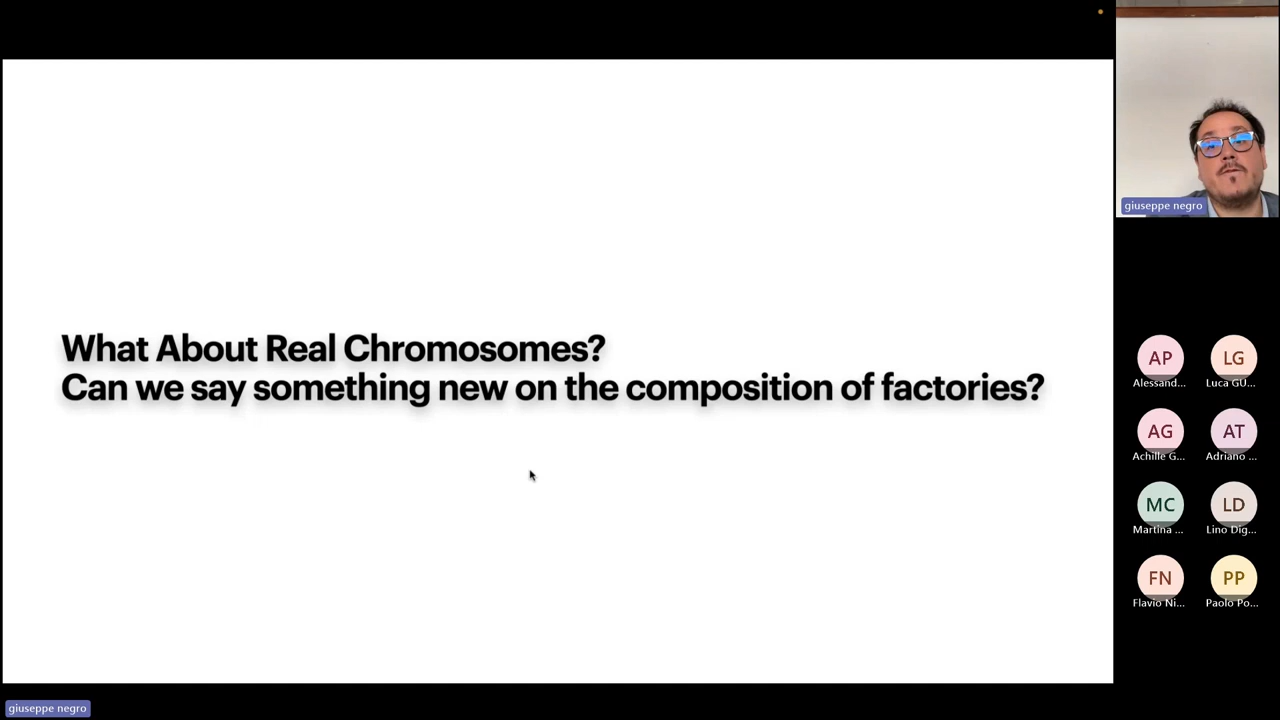 What About Real Chromosomes?
Can we say something new on the composition of factories?
giuseppe negro
AP
Alessand...
LG
Luca GU...
AG
Achille G...
AT
Adriano ...
MC
Martina ...
LD
Lino Dig...
FN
Flavio Ni...
PP
Paolo Po...
giuseppe negro